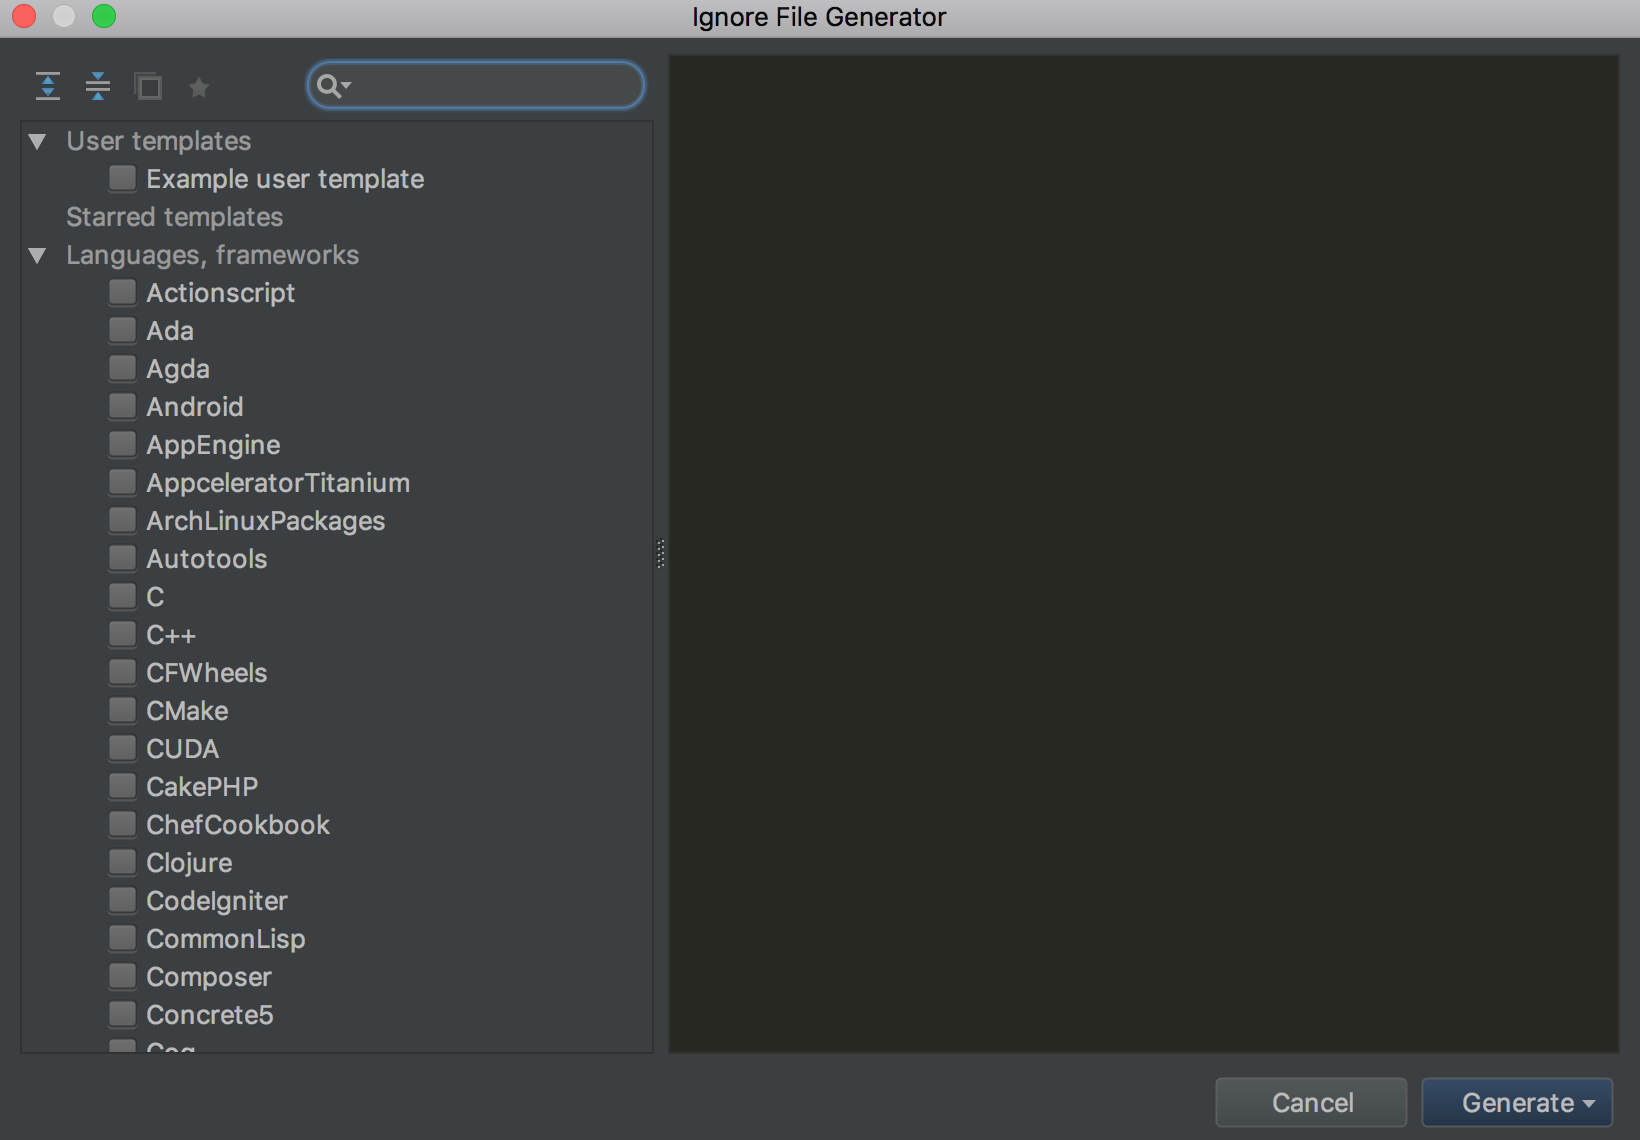 Ignore File Generator
User templates
Example user template
Starred templates
Languages, frameworks
Actionscript
Ada
Agda
Android
AppEngine
AppceleratorTitanium
ArchLinuxPackages
Autotools
C
C++
CFWheels
CMake
CUDA
CakePHP
ChefCookbook
Clojure
CodeIgniter
CommonLisp
Composer
Concrete5
Cancel
Generate